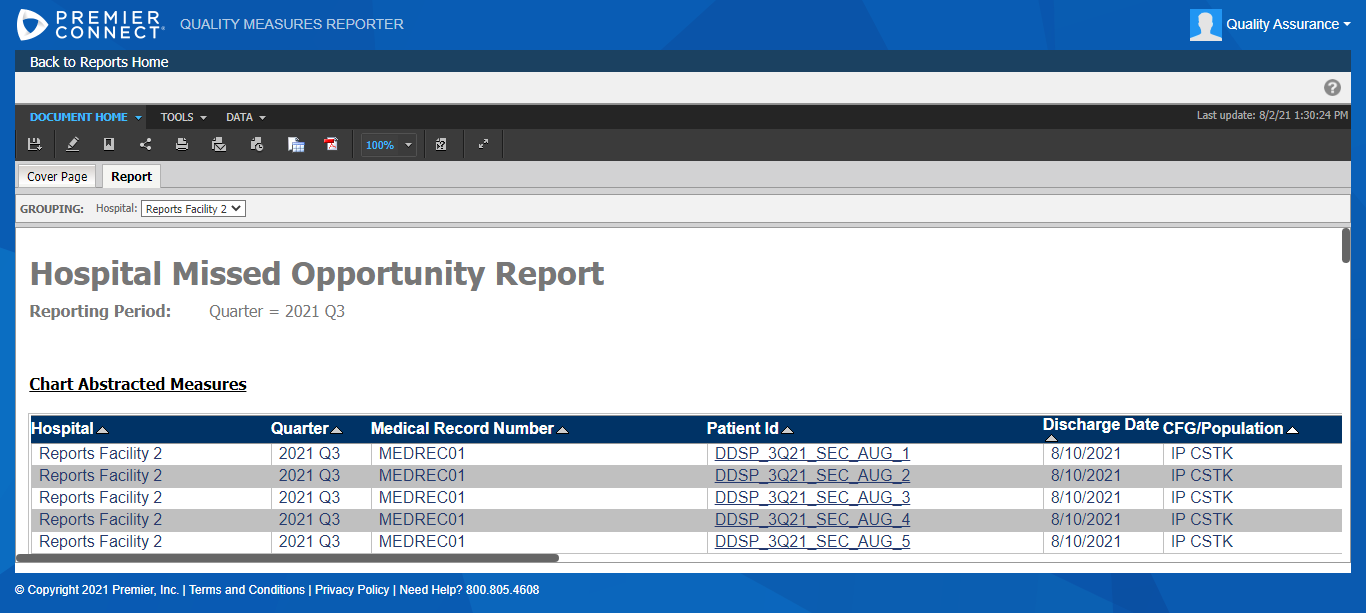 PREMIER CONNECT QUALITY MEASURES REPORTER Quality Assurance
Back to Reports Home
?
DOCUMENT HOME TOOLS DATA Last update: 8/2/21 1:30:24 PM
100%
Cover Page Report
GROUPING: Hospital: Reports Facility 2
Hospital Missed Opportunity Report
Reporting Period: Quarter = 2021 Q3
Chart Abstracted Measures
Hospital Quarter Medical Record Number Patient Id Discharge Date CFG/Population
Reports Facility 2 2021 Q3 MEDREC01 DDSP_3Q21_SEC_AUG_1 8/10/2021 IP CSTK
Reports Facility 2 2021 Q3 MEDREC01 DDSP_3Q21_SEC_AUG_2 8/10/2021 IP CSTK
Reports Facility 2 2021 Q3 MEDREC01 DDSP_3Q21_SEC_AUG_3 8/10/2021 IP CSTK
Reports Facility 2 2021 Q3 MEDREC01 DDSP_3Q21_SEC_AUG_4 8/10/2021 IP CSTK
Reports Facility 2 2021 Q3 MEDREC01 DDSP_3Q21_SEC_AUG_5 8/10/2021 IP CSTK
© Copyright 2021 Premier, Inc. | Terms and Conditions | Privacy Policy | Need Help? 800.805.4608